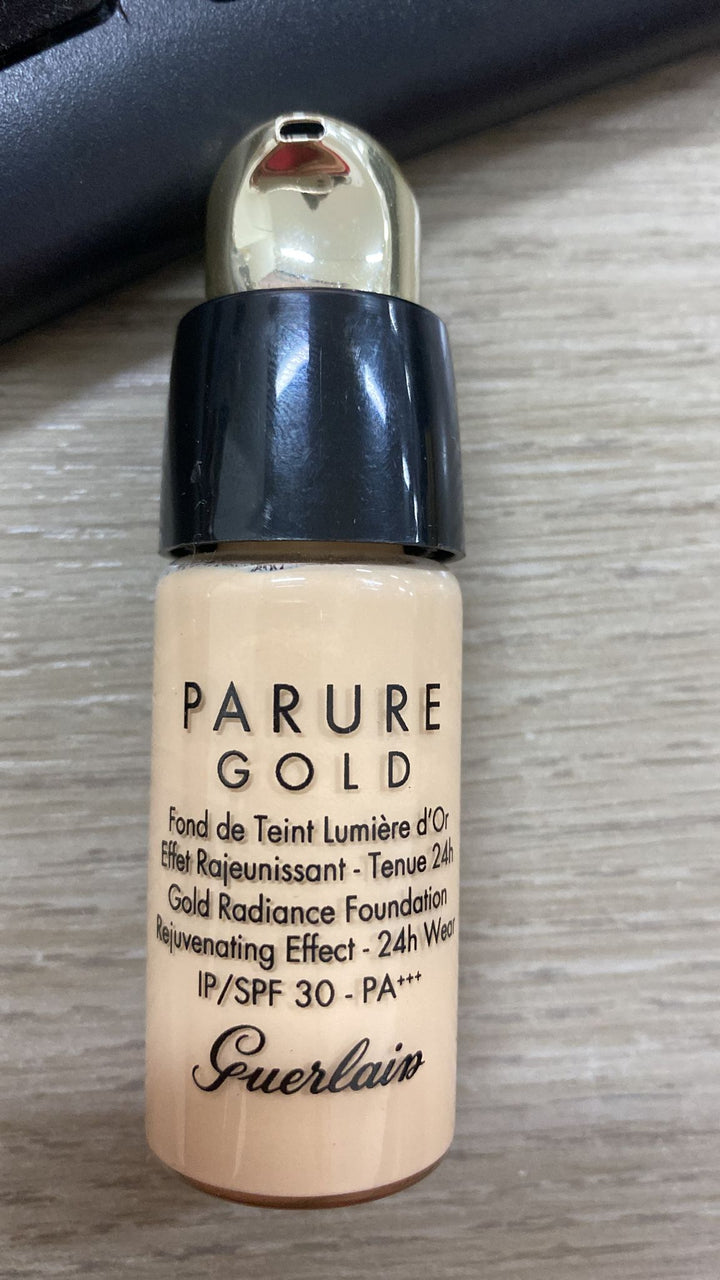 PARURE
GOLD
Fond de Teint Lumière d'Or
Effet Rajeunissant - Tenue 24h
Gold Radiance Foundation
Rejuvenating Effect - 24h Wear
IP/SPF 30 - PA+++
Guerlain